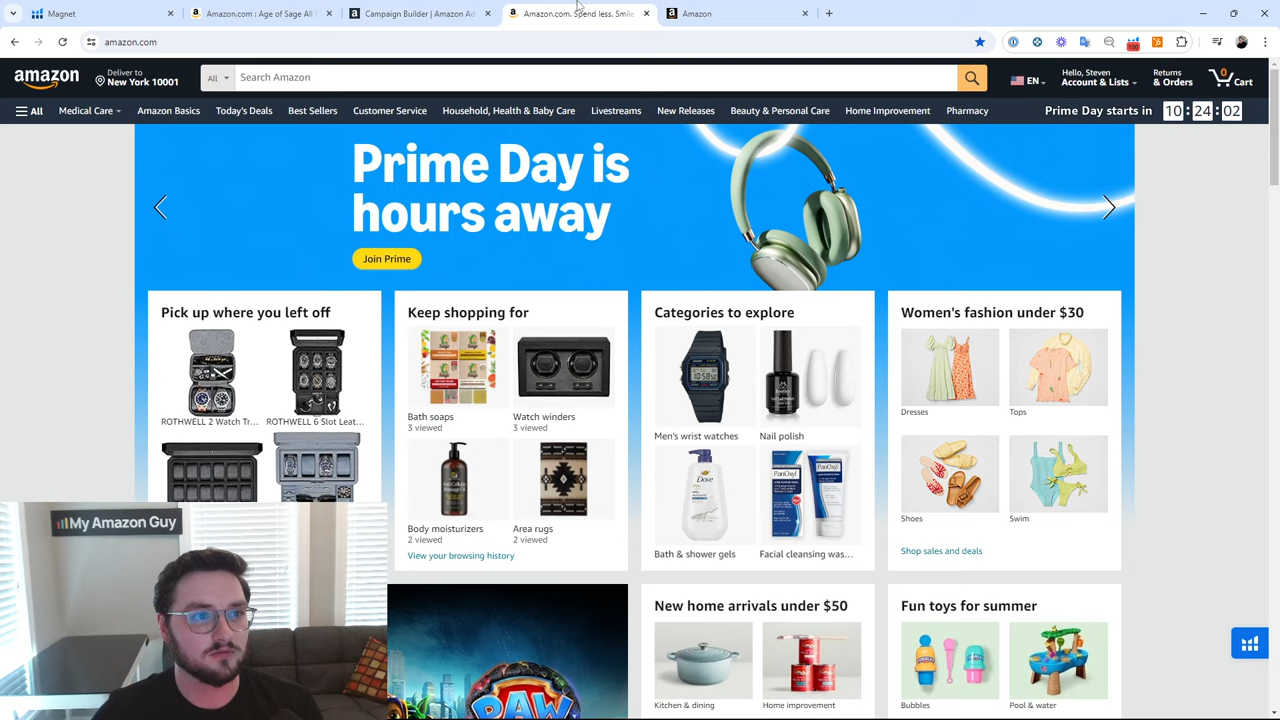 Magnet
Amazon.com : Age of Sage All N
Campaign Builder | Amazon Ad
Amazon.com. Spend less. Smile
Amazon
amazon.com
100
amazon
Deliver to
New York 10001
All
Search Amazon
EN
Hello, Steven
Account & Lists
Returns
& Orders
0
Cart
All
Medical Care
Amazon Basics
Today's Deals
Best Sellers
Customer Service
Household, Health & Baby Care
Livestreams
New Releases
Beauty & Personal Care
Home Improvement
Pharmacy
Prime Day starts in 10 : 24 : 02
Prime Day is
hours away
Join Prime
Pick up where you left off
ROTHWELL 2 Watch Tr...
ROTHWELL 6 Slot Leat...
Keep shopping for
Bath soaps
3 viewed
Watch winders
3 viewed
Body moisturizers
2 viewed
Area rugs
2 viewed
View your browsing history
Categories to explore
Men's wrist watches
Nail polish
Dove
PanOxyl
PanOxyl
Bath & shower gels
Facial cleansing was...
Women's fashion under $30
Dresses
Tops
Shoes
Swim
Shop sales and deals
My Amazon Guy
PAW
New home arrivals under $50
Kitchen & dining
Home improvement
Fun toys for summer
Bubbles
Pool & water